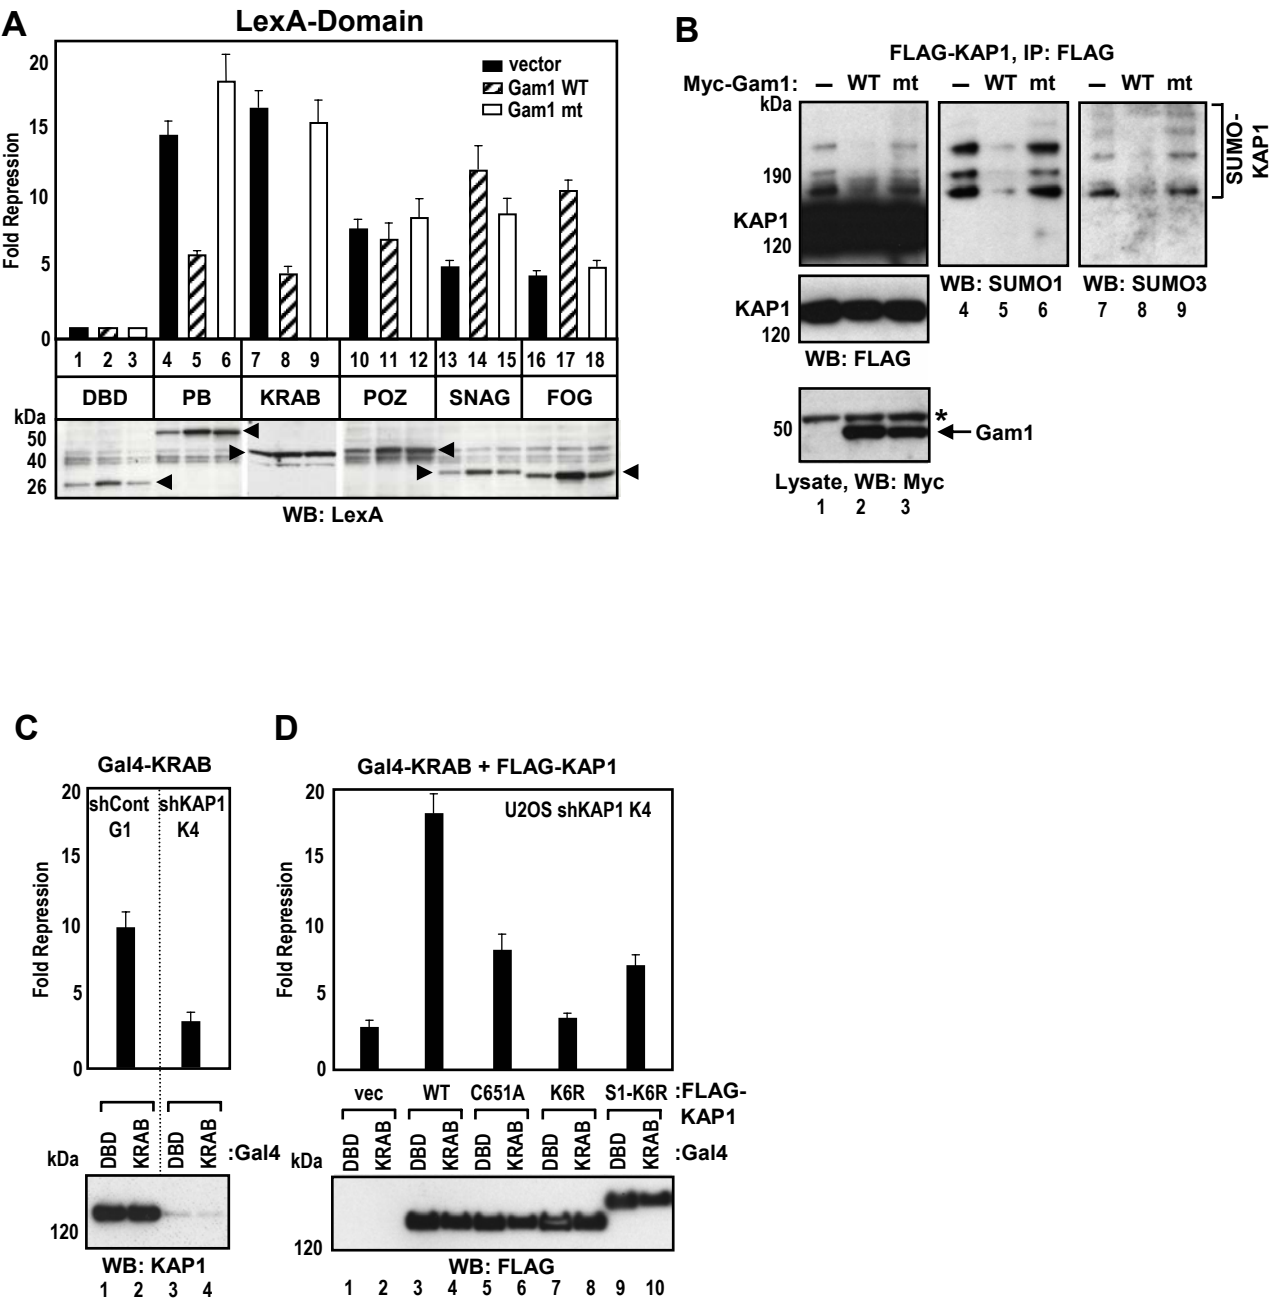 A
LexA-Domain
Fold Repression
20
15
10
5
0
vector
Gam1 WT
Gam1 mt
1 2 3 4 5 6 7 8 9 10 11 12 13 14 15 16 17 18
DBD PB KRAB POZ SNAG FOG
kDa
50
40
26
WB: LexA
B
FLAG-KAP1, IP: FLAG
Myc-Gam1: – WT mt – WT mt – WT mt
kDa
190
KAP1
120
SUMO-
KAP1
WB: SUMO1 WB: SUMO3
4 5 6 7 8 9
KAP1
120
WB: FLAG
50
*
Gam1
Lysate, WB: Myc
1 2 3
C
Gal4-KRAB
Fold Repression
20
15
10
5
0
shCont shKAP1
G1 K4
DBD KRAB DBD KRAB :Gal4
kDa
120
WB: KAP1
1 2 3 4
D
Gal4-KRAB + FLAG-KAP1
Fold Repression
20
15
10
5
0
U2OS shKAP1 K4
vec WT C651A K6R S1-K6R :FLAG-
KAP1
DBD KRAB DBD KRAB DBD KRAB DBD KRAB DBD KRAB :Gal4
kDa
120
WB: FLAG
1 2 3 4 5 6 7 8 9 10